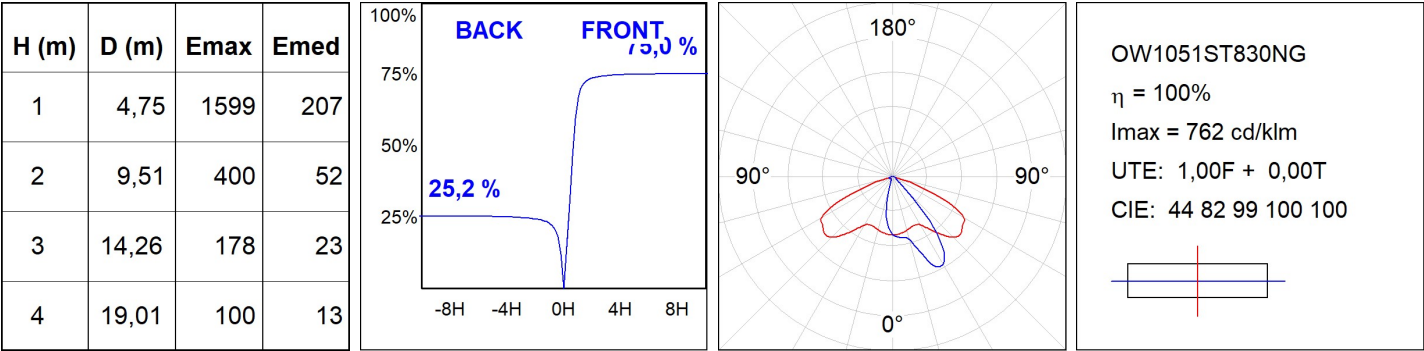 H (m) D (m) Emax Emed
1 4,75 1599 207
2 9,51 400 52
3 14,26 178 23
4 19,01 100 13
100%
BACK FRONT
75,0 %
75%
50%
25,2 %
25%
-8H -4H 0H 4H 8H
180°
90° 90°
0°
OW1051ST830NG
η = 100%
Imax = 762 cd/klm
UTE: 1,00F + 0,00T
CIE: 44 82 99 100 100